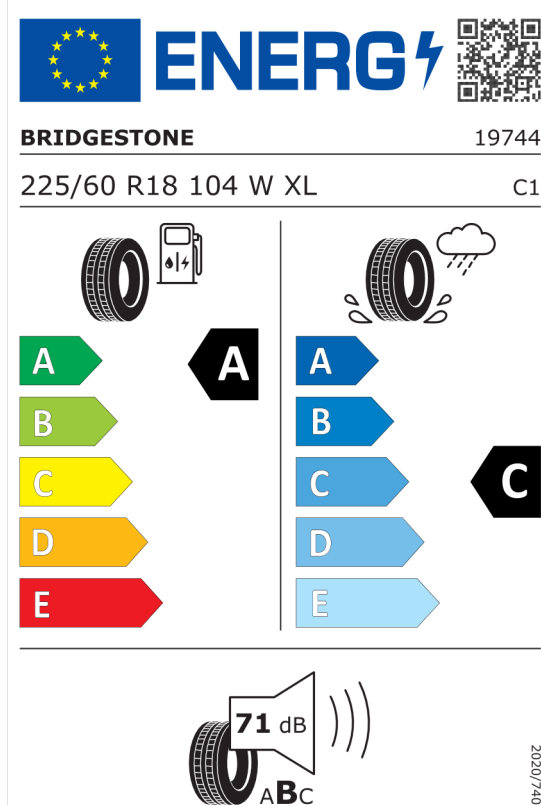 ENERG
BRIDGESTONE 19744
225/60 R18 104 W XL C1
A A A
B B
C C C
D D
E E
71 dB
ABC
2020/740